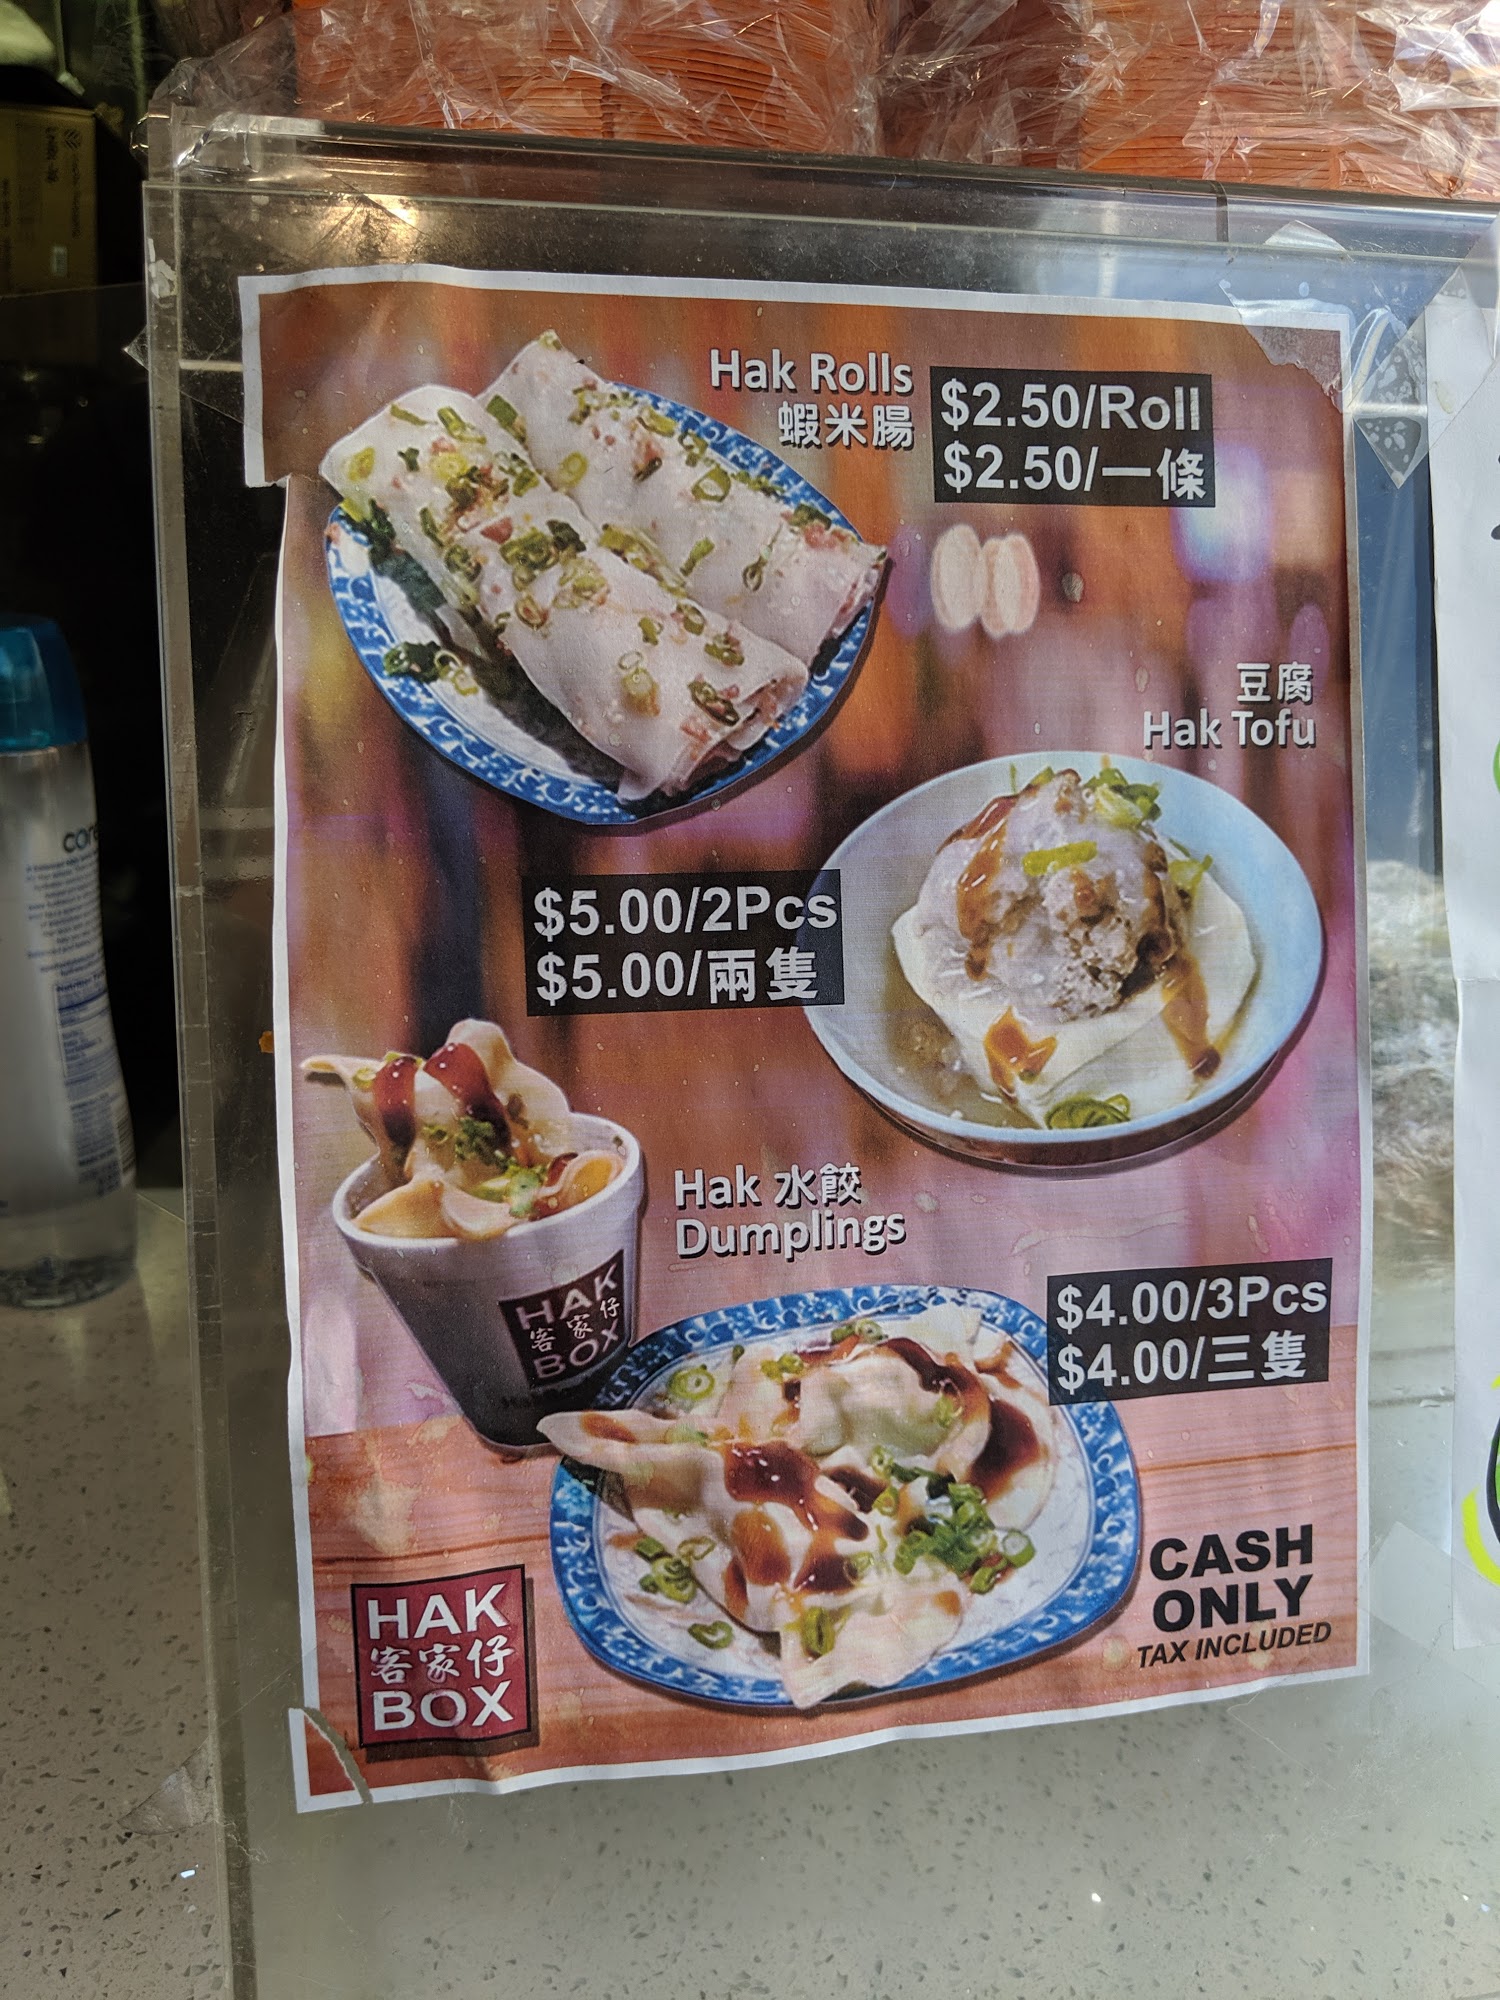 Hak Rolls
蝦米腸
$2.50/Roll
$2.50/一條
豆腐
Hak Tofu
$5.00/2Pcs
$5.00/兩隻
Hak 水餃
Dumplings
HAK
客家仔
BOX
$4.00/3Pcs
$4.00/三隻
CASH
ONLY
TAX INCLUDED
HAK
客家仔
BOX